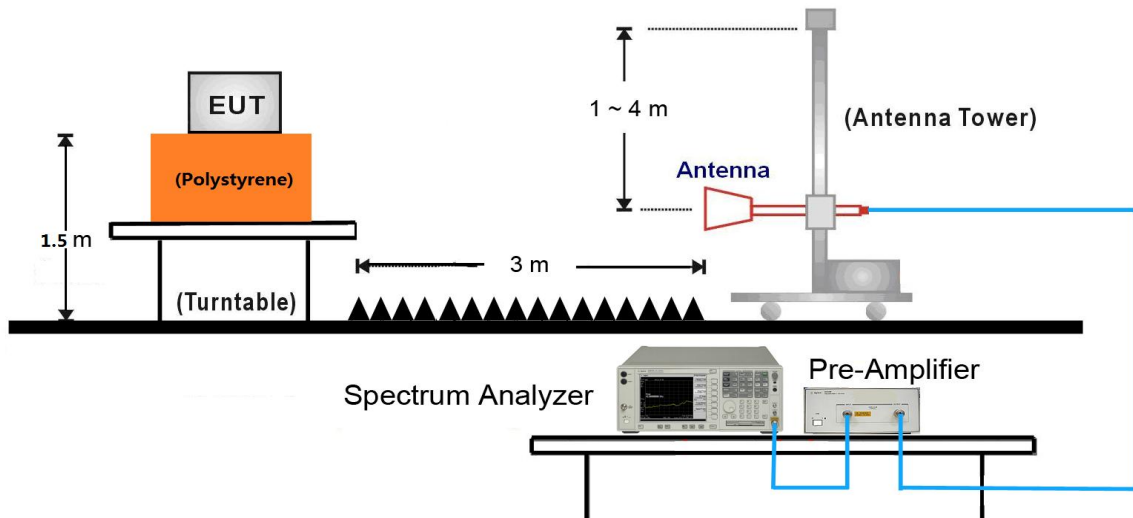 EUT
1 ~ 4 m
(Antenna Tower)
(Polystyrene)
Antenna
1.5 m
3 m
(Turntable)
Spectrum Analyzer
Pre-Amplifier